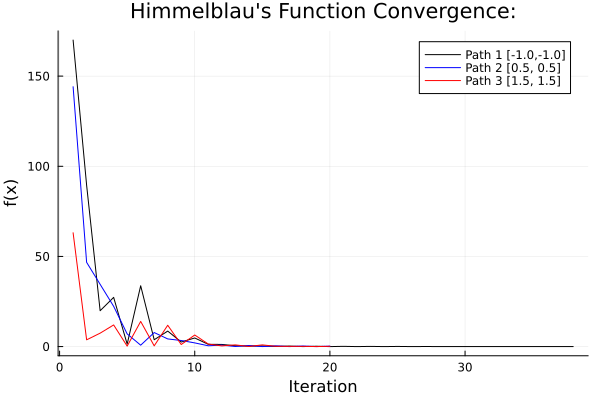 Himmelblau's Function Convergence:
Path 1 [-1.0,-1.0]
Path 2 [0.5, 0.5]
Path 3 [1.5, 1.5]
150
100
50
0
f(x)
0 10 20 30
Iteration